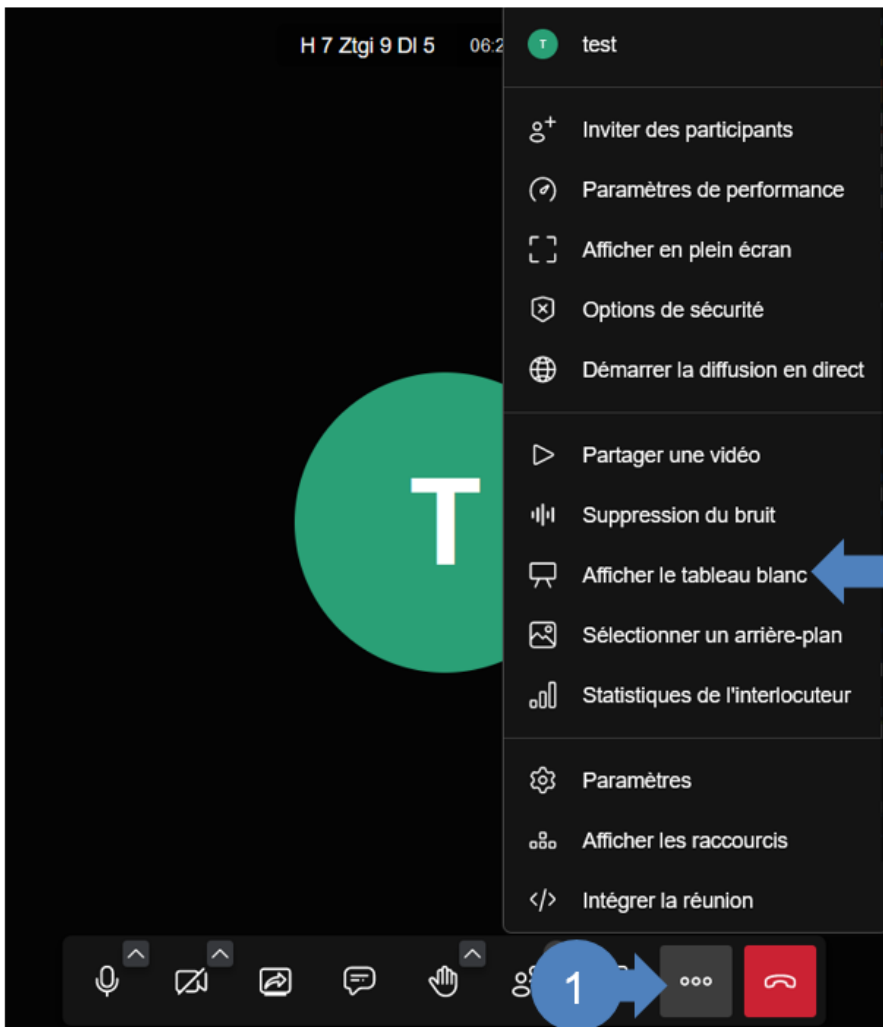 H 7 Ztgi 9 Dl 5 06:2
T test
Inviter des participants
Paramètres de performance
Afficher en plein écran
Options de sécurité
Démarrer la diffusion en direct
Partager une vidéo
Suppression du bruit
Afficher le tableau blanc
Sélectionner un arrière-plan
Statistiques de l'interlocuteur
T
Paramètres
Afficher les raccourcis
Intégrer la réunion
1